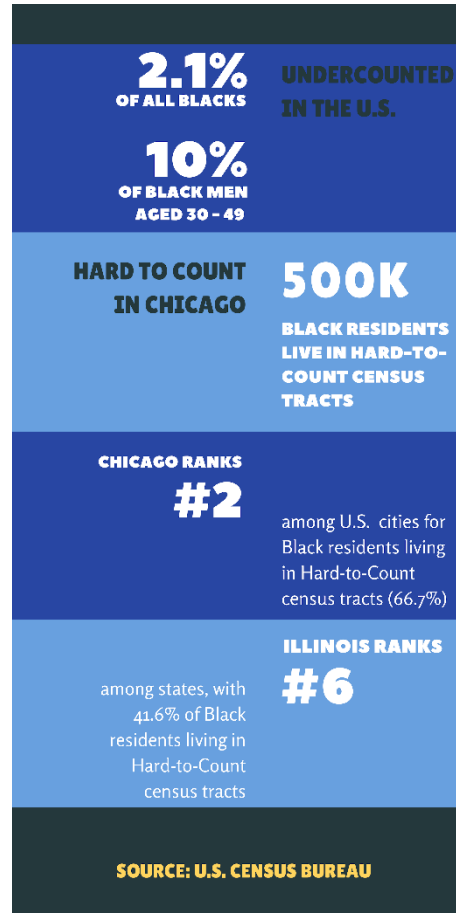 2.1%
OF ALL BLACKS
10%
OF BLACK MEN
AGED 30 - 49
UNDERCOUNTED
IN THE U.S.
HARD TO COUNT
IN CHICAGO
500K
BLACK RESIDENTS
LIVE IN HARD-TO-
COUNT CENSUS
TRACTS
CHICAGO RANKS
#2
among U.S. cities for
Black residents living
in Hard-to-Count
census tracts (66.7%)
ILLINOIS RANKS
#6
among states, with
41.6% of Black
residents living in
Hard-to-Count
census tracts
SOURCE: U.S. CENSUS BUREAU